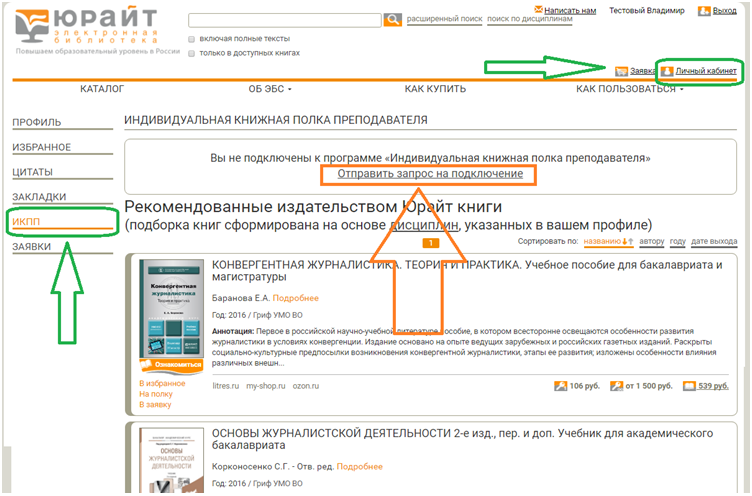 юрайт
электронная
библиотека
Повышаем образовательный уровень в России
включая полные тексты
только в доступных книгах
расширенный поиск поиск по дисциплинам
Написать нам Тестовый Владимир Выход
Заявка Личный кабинет
КАТАЛОГ ОБ ЭБС КАК КУПИТЬ КАК ПОЛЬЗОВАТЬСЯ
ПРОФИЛЬ
ИЗБРАННОЕ
ЦИТАТЫ
ЗАКЛАДКИ
ИКПП
ЗАЯВКИ
ИНДИВИДУАЛЬНАЯ КНИЖНАЯ ПОЛКА ПРЕПОДАВАТЕЛЯ
Вы не подключены к программе «Индивидуальная книжная полка преподавателя»
Отправить запрос на подключение
Рекомендованные издательством Юрайт книги
(подборка книг сформирована на основе дисциплин, указанных в вашем профиле)
1
Сортировать по: названию автору году дате выхода
Конвергентная
журналистика
Теория и практика
Ознакомиться
В избранное
На полку
В заявку
КОНВЕРГЕНТНАЯ ЖУРНАЛИСТИКА. ТЕОРИЯ И ПРАКТИКА. Учебное пособие для бакалавриата и
магистратуры
Баранова Е.А. Подробнее
Год: 2016 / Гриф УМО ВО
Аннотация: Первое в российской научно-учебной литературе пособие, в котором всесторонне освещаются особенности развития
журналистики в условиях конвергенции. Издание основано на опыте ведущих зарубежных и российских газетных изданий. Раскрыты
социально-культурные предпосылки возникновения конвергентной журналистики, этапы ее развития; изложены особенности влияния
различных внешн...
litres.ru my-shop.ru ozon.ru 106 руб. от 1 500 руб. 539 руб.
ОСНОВЫ
ЖУРНАЛИСТСКОЙ
ДЕЯТЕЛЬНОСТИ
ОСНОВЫ ЖУРНАЛИСТСКОЙ ДЕЯТЕЛЬНОСТИ 2-е изд., пер. и доп. Учебник для академического
бакалавриата
Корконосенко С.Г. - Отв. ред. Подробнее
Год: 2016 / Гриф УМО ВО